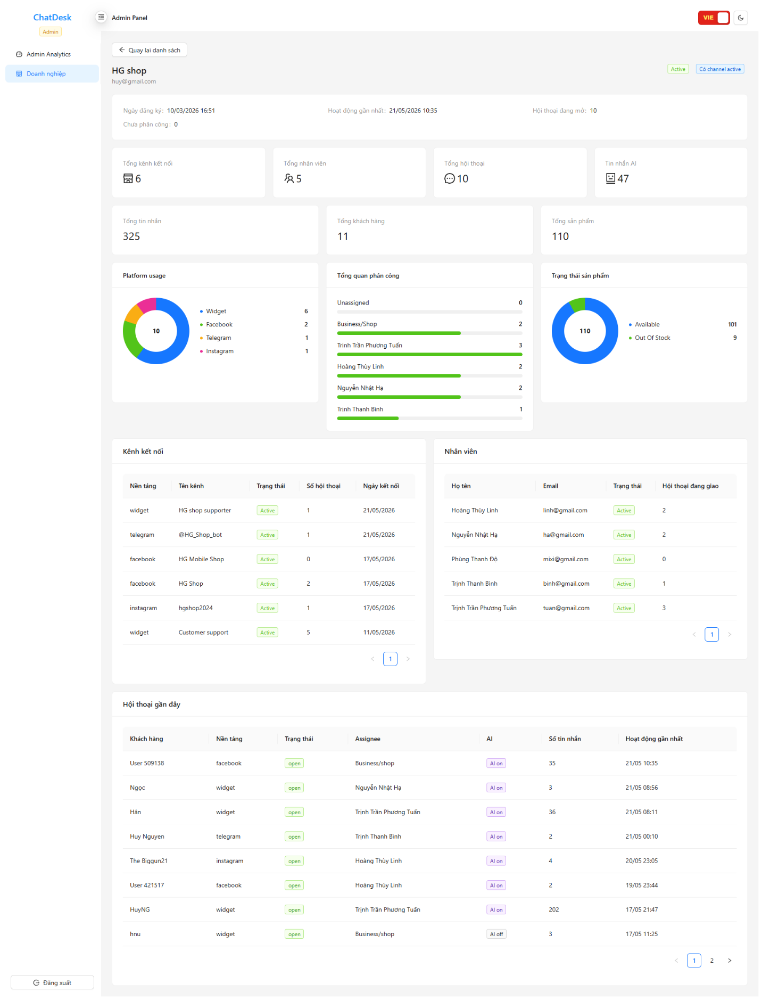 ChatDesk
Admin
Admin Analytics
Doanh nghiệp
Đăng xuất
Admin Panel
VIE
Quay lại danh sách
HG shop
huy@gmail.com
Active
Có channel active
Ngày đăng ký: 10/03/2026 16:51
Hoạt động gần nhất: 21/05/2026 10:35
Hội thoại đang mở: 10
Chưa phân công: 0
Tổng kênh kết nối
6
Tổng nhân viên
5
Tổng hội thoại
10
Tin nhắn AI
47
Tổng tin nhắn
325
Tổng khách hàng
11
Tổng sản phẩm
110
Platform usage
10
Widget 6
Facebook 2
Telegram 1
Instagram 1
Tổng quan phân công
Unassigned 0
Business/Shop 2
Trịnh Trần Phương Tuấn 3
Hoàng Thùy Linh 2
Nguyễn Nhật Hạ 2
Trịnh Thanh Bình 1
Trạng thái sản phẩm
110
Available 101
Out Of Stock 9
Kênh kết nối
Nền tảng Tên kênh Trạng thái Số hội thoại Ngày kết nối
widget HG shop supporter Active 1 21/05/2026
telegram @HG_Shop_bot Active 1 21/05/2026
facebook HG Mobile Shop Active 0 17/05/2026
facebook HG Shop Active 2 17/05/2026
instagram hgshop2024 Active 1 17/05/2026
widget Customer support Active 5 11/05/2026
< 1 >
Nhân viên
Họ tên Email Trạng thái Hội thoại đang giao
Hoàng Thùy Linh linh@gmail.com Active 2
Nguyễn Nhật Hạ ha@gmail.com Active 2
Phùng Thanh Độ mixi@gmail.com Active 0
Trịnh Thanh Bình binh@gmail.com Active 1
Trịnh Trần Phương Tuấn tuan@gmail.com Active 3
< 1 >
Hội thoại gần đây
Khách hàng Nền tảng Trạng thái Assignee AI Số tin nhắn Hoạt động gần nhất
User 509138 facebook open Business/shop AI on 35 21/05 10:35
Ngọc widget open Nguyễn Nhật Hạ AI on 3 21/05 08:56
Hân widget open Trịnh Trần Phương Tuấn AI on 36 21/05 08:11
Huy Nguyen telegram open Trịnh Thanh Bình AI on 2 21/05 00:10
The Biggun21 instagram open Hoàng Thùy Linh AI on 4 20/05 23:05
User 421517 facebook open Hoàng Thùy Linh AI on 2 19/05 23:44
HuyNG widget open Trịnh Trần Phương Tuấn AI on 202 17/05 21:47
hnu widget open Business/shop AI off 3 17/05 11:25
< 1 2 >